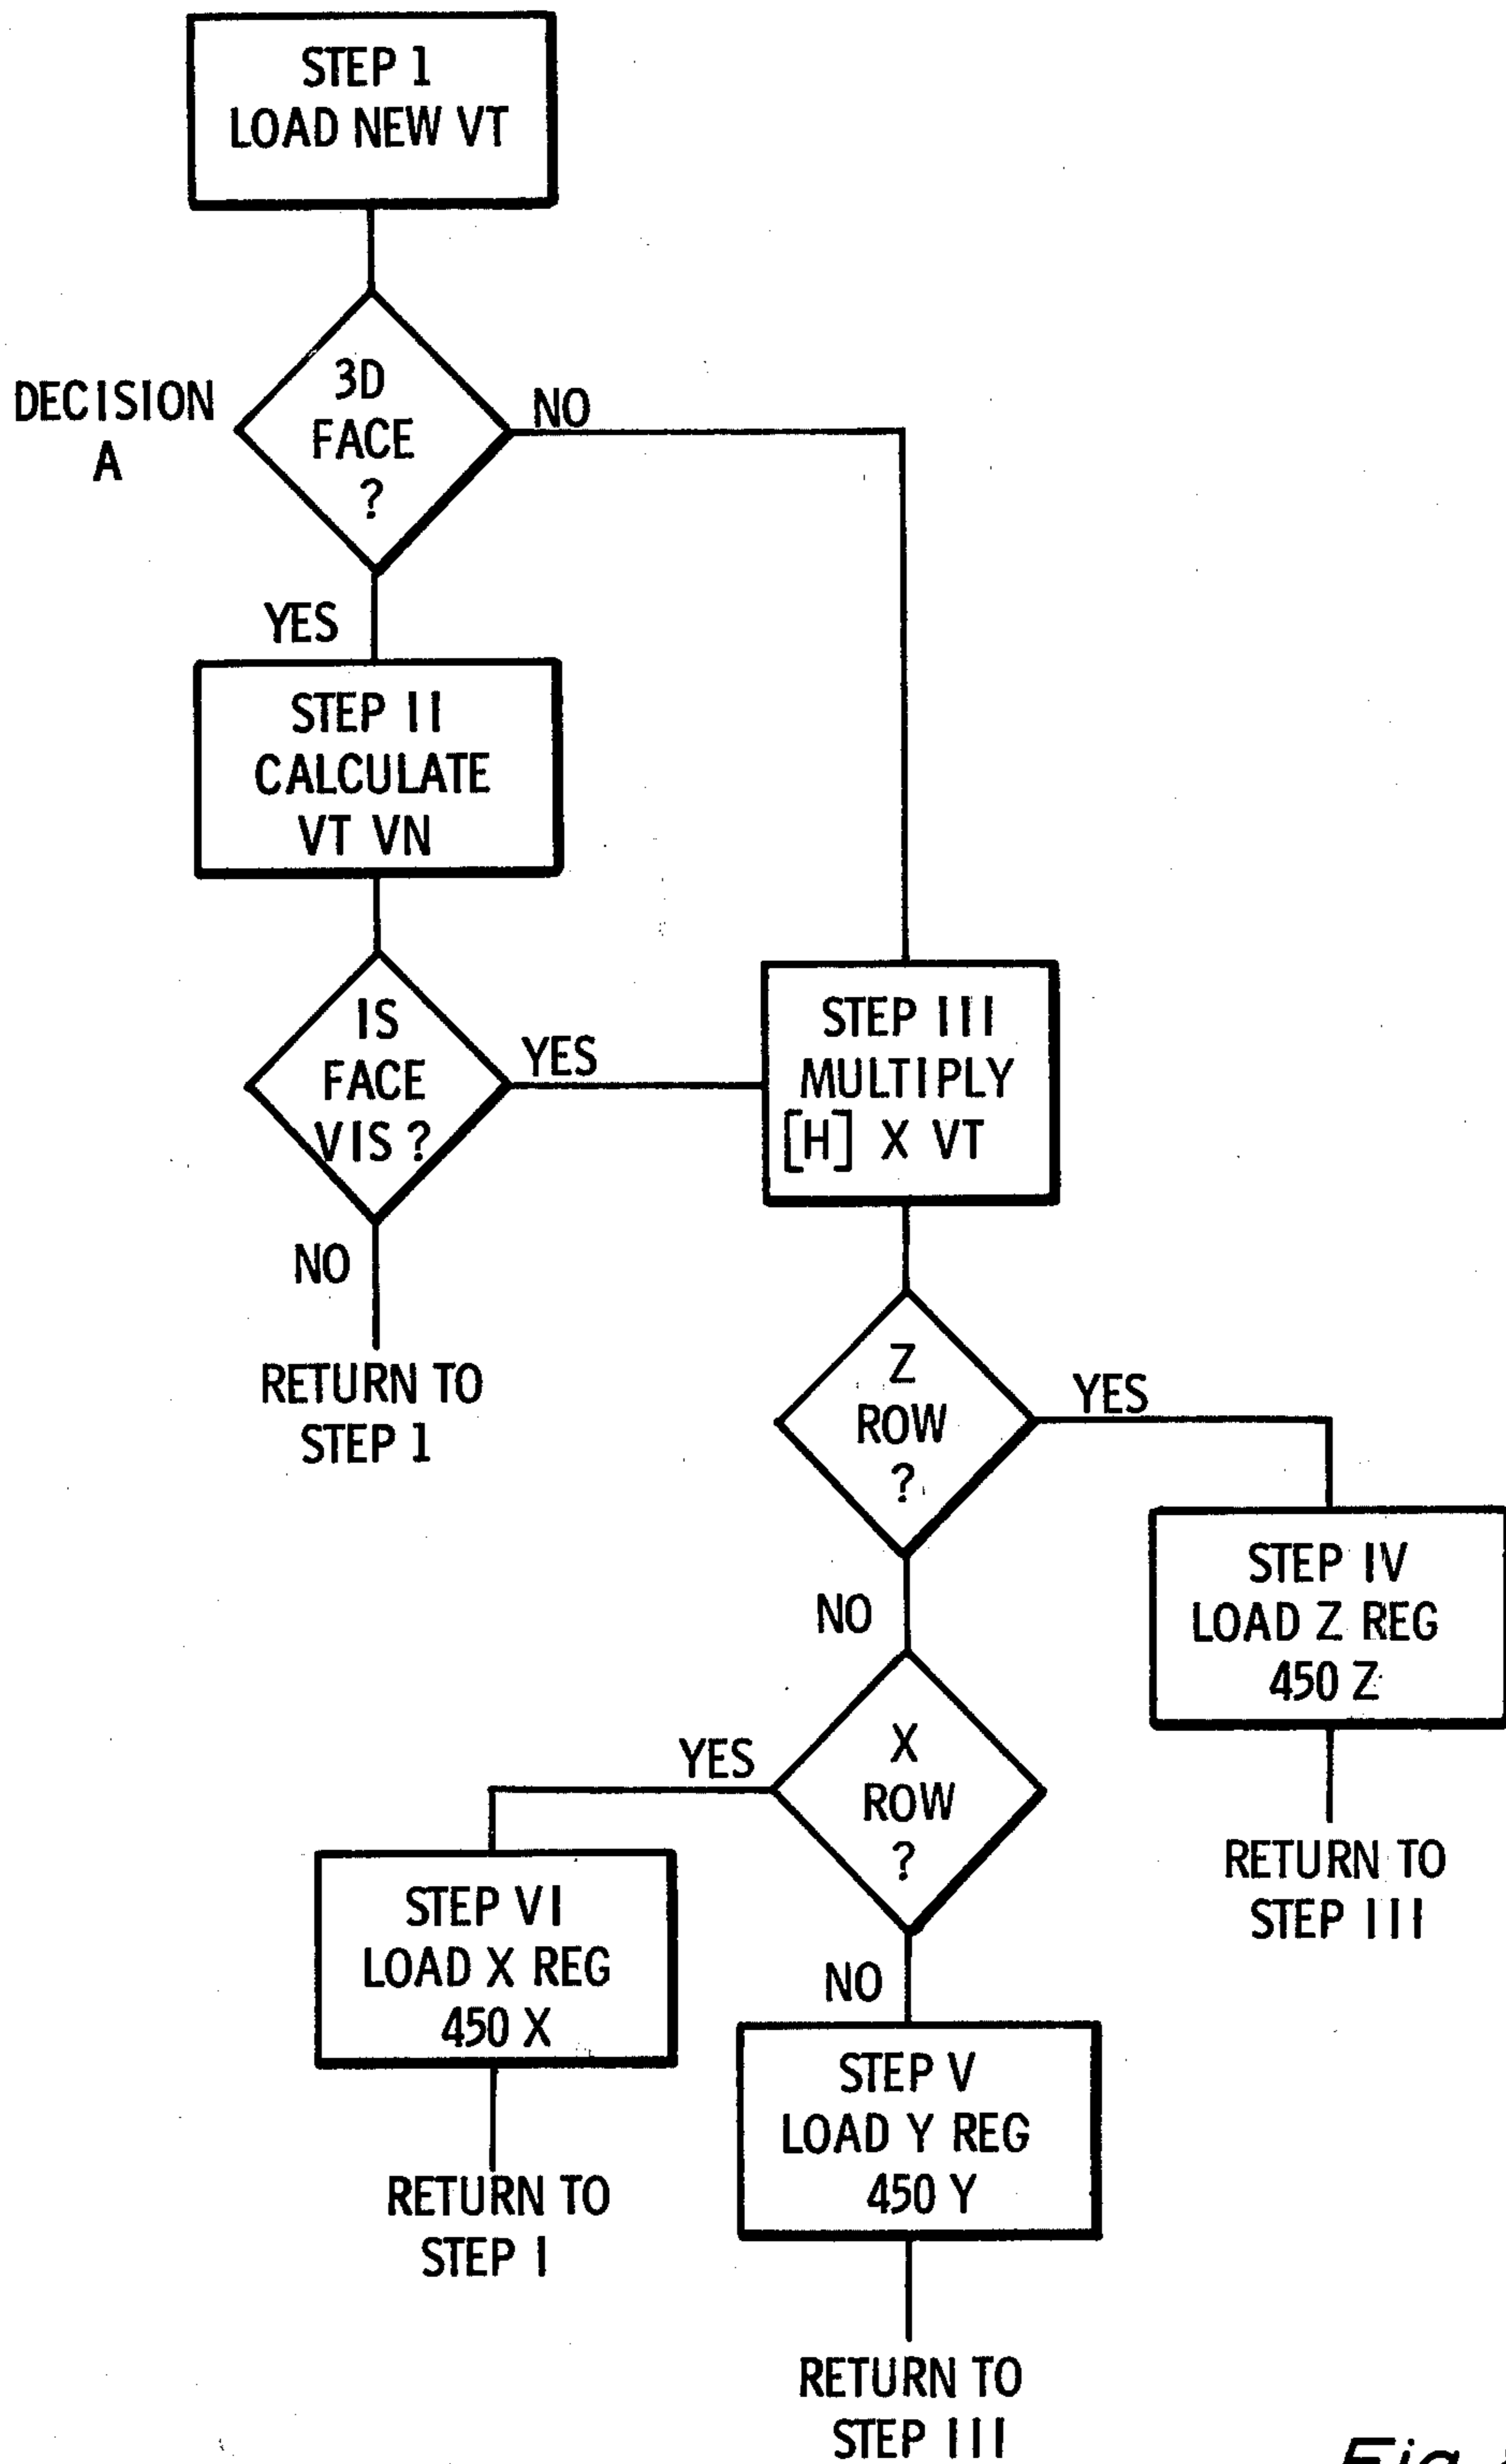 STEP 1
LOAD NEW VT
DECISION
A
3D
FACE
?
NO
YES
STEP II
CALCULATE
VT VN
IS
FACE
VIS ?
YES
NO
RETURN TO
STEP 1
STEP III
MULTIPLY
[H] X VT
Z
ROW
?
YES
NO
STEP IV
LOAD Z REG
450 Z
RETURN TO
STEP III
X
ROW
?
YES
NO
STEP VI
LOAD X REG
450 X
RETURN TO
STEP I
STEP V
LOAD Y REG
450 Y
RETURN TO
STEP III
Fig